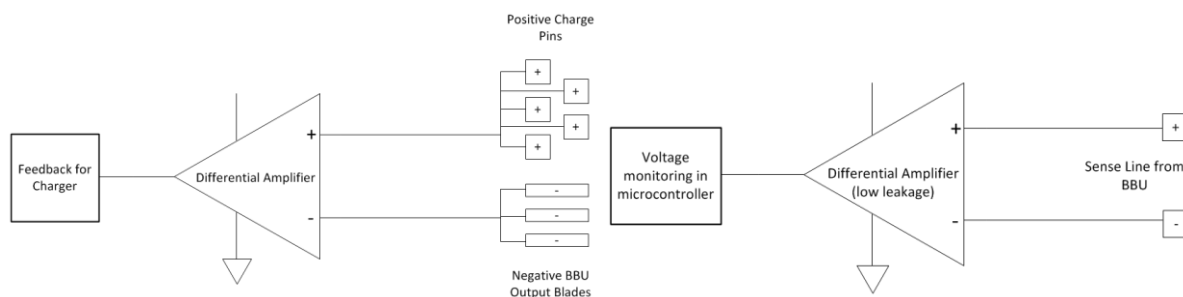 Positive Charge
Pins
+
+
+
+
+
+
Feedback for
Charger
Differential Amplifier
-
-
-
-
Negative BBU
Output Blades
Voltage
monitoring in
microcontroller
+
Differential Amplifier
(low leakage)
-
+
Sense Line from
BBU
-